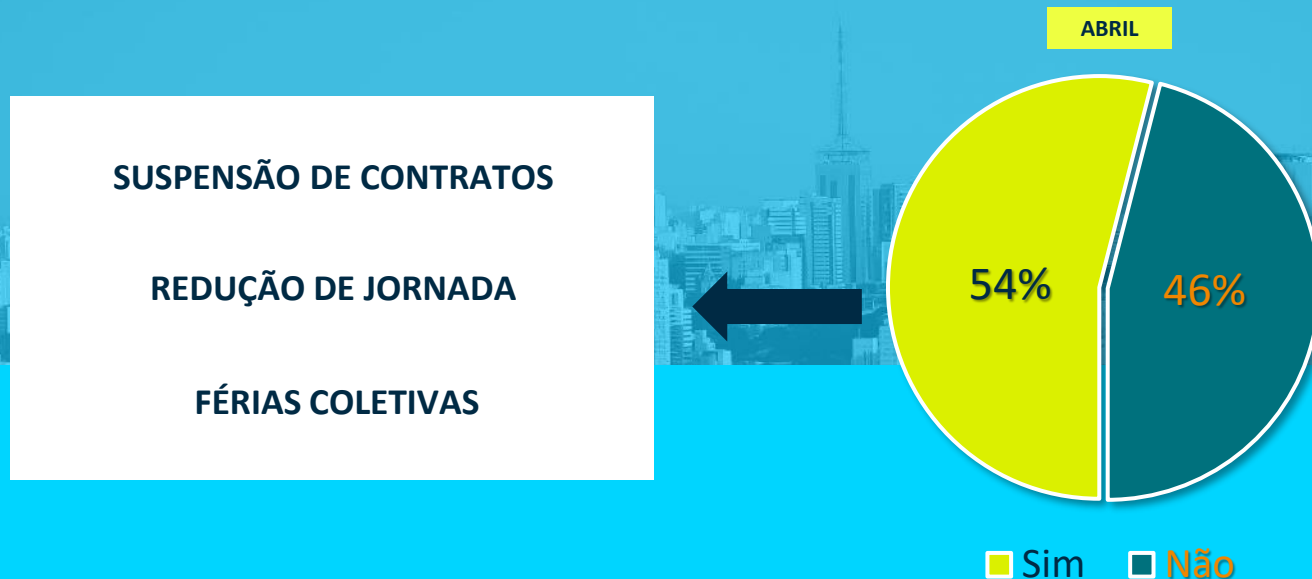 ABRIL
SUSPENSÃO DE CONTRATOS
REDUÇÃO DE JORNADA
FÉRIAS COLETIVAS
54%
46%
Sim
Não